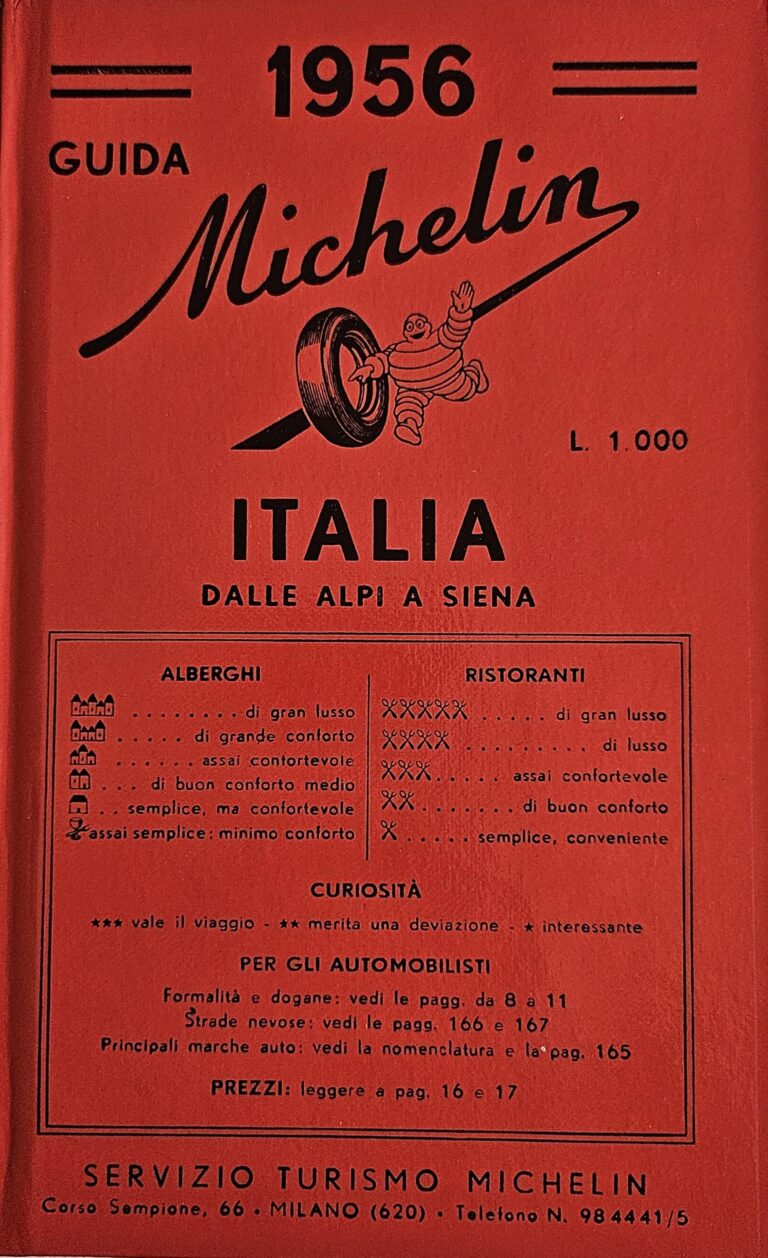 1956
GUIDA
Michelin
L. 1.000
ITALIA
DALLE ALPI A SIENA
ALBERGHI
........ di gran lusso
..... di grande conforto
...... assai confortevole
... di buon conforto medio
.. semplice, ma confortevole
assai semplice: minimo conforto
RISTORANTI
..... di gran lusso
......... di lusso
..... assai confortevole
....... di buon conforto
..... semplice, conveniente
CURIOSITÀ
★★★ vale il viaggio - ★★ merita una deviazione - ★ interessante
PER GLI AUTOMOBILISTI
Formalità e dogane: vedi le pagg. da 8 a 11
Strade nevose: vedi le pagg. 166 e 167
Principali marche auto: vedi la nomenclatura e la pag. 165
PREZZI: leggere a pag. 16 e 17
SERVIZIO TURISMO MICHELIN
Corso Sempione, 66 • MILANO (620) • Telefono N. 984441/5